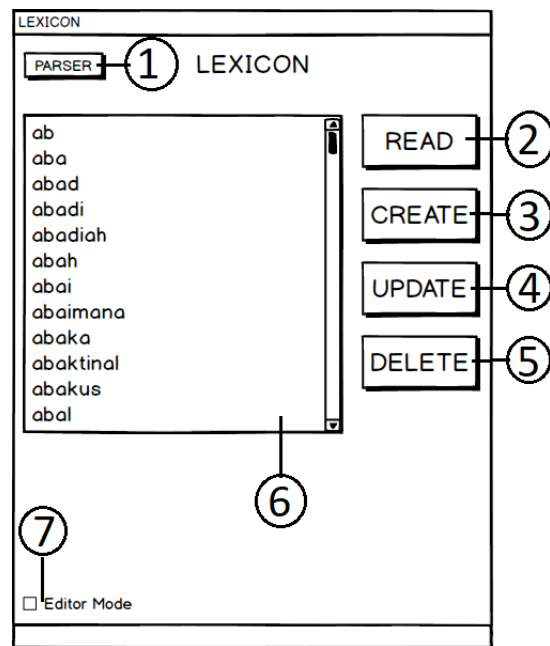 LEXICON
PARSER 1 LEXICON
ab
aba
abad
abadi
abadiah
abah
abai
abaimana
abaka
abaktinal
abakus
abal
READ 2
CREATE 3
UPDATE 4
DELETE 5
6
7
Editor Mode